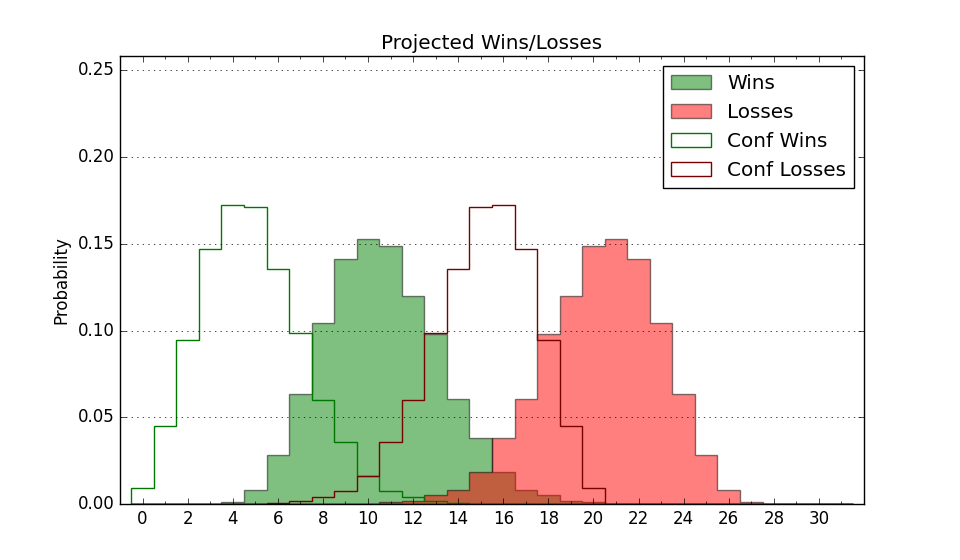 Projected Wins/Losses
0.25
0.20
0.15
0.10
0.05
0.00
Probability
Wins
Losses
Conf Wins
Conf Losses
0 2 4 6 8 10 12 14 16 18 20 22 24 26 28 30